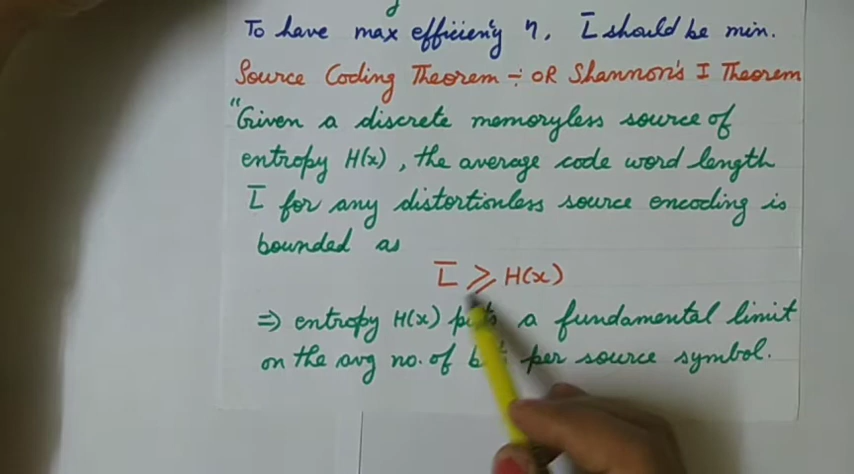 To have max efficiency η, L̅ should be min.
Source Coding Theorem ÷ OR Shannon's I Theorem
"Given a discrete memoryless source of
entropy H(x), the average code word length
L̅ for any distortionless source encoding is
bounded as
L̅ ⩾ H(x)
⇒ entropy H(x) puts a fundamental limit
on the avg no. of bit per source symbol.